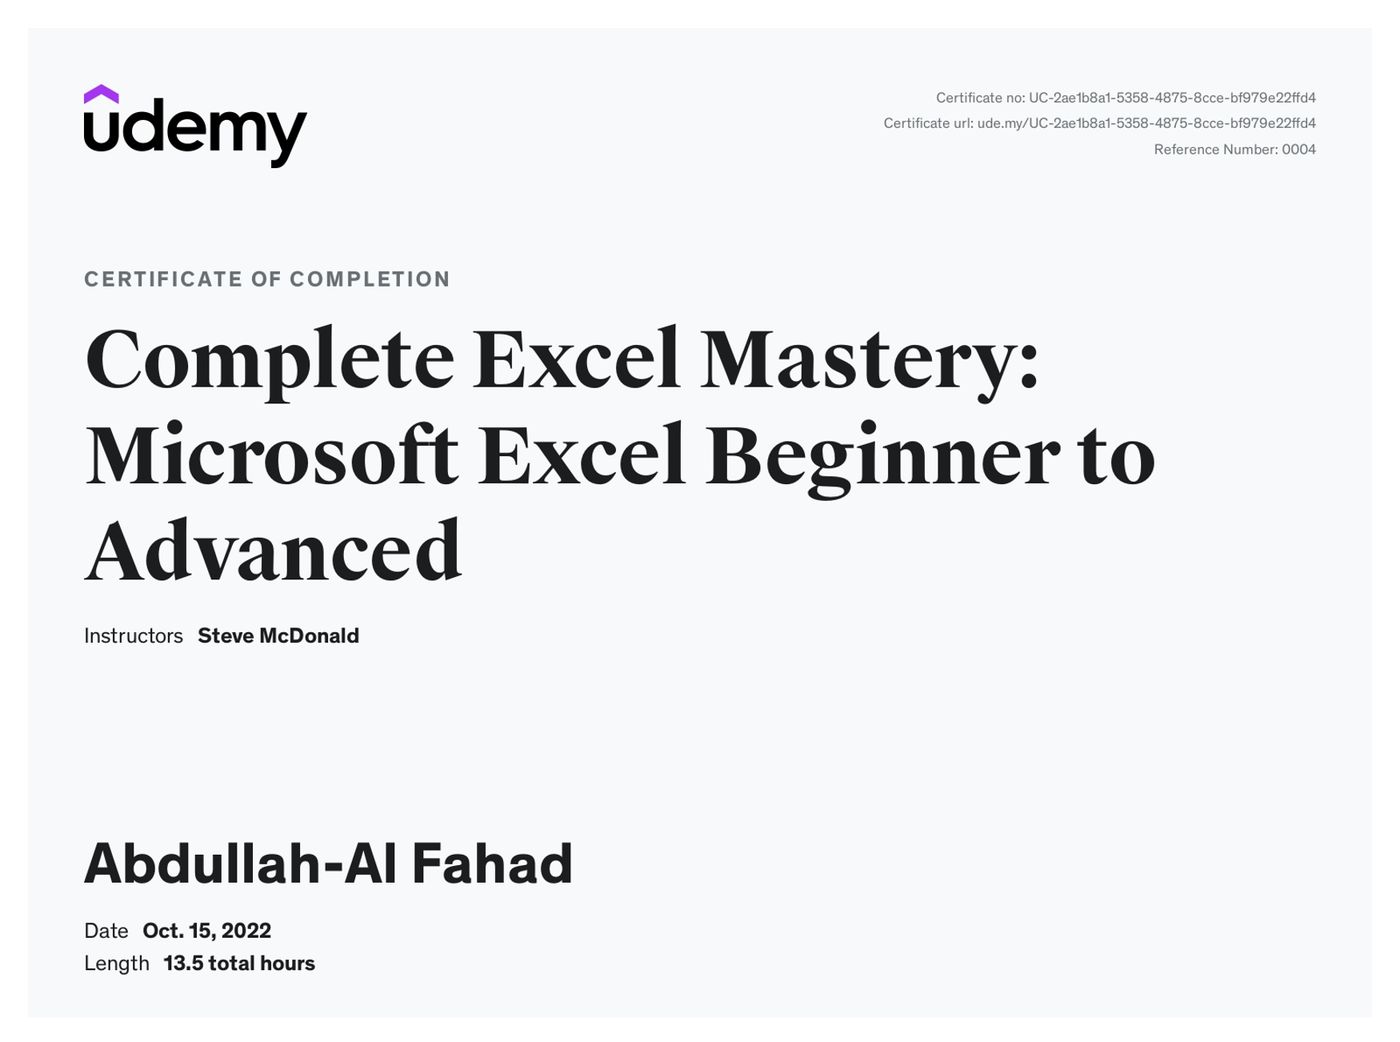 udemy
Certificate no: UC-2ae1b8a1-5358-4875-8cce-bf979e22ffd4
Certificate url: ude.my/UC-2ae1b8a1-5358-4875-8cce-bf979e22ffd4
Reference Number: 0004
CERTIFICATE OF COMPLETION
Complete Excel Mastery:
Microsoft Excel Beginner to
Advanced
Instructors Steve McDonald
Abdullah-Al Fahad
Date Oct. 15, 2022
Length 13.5 total hours